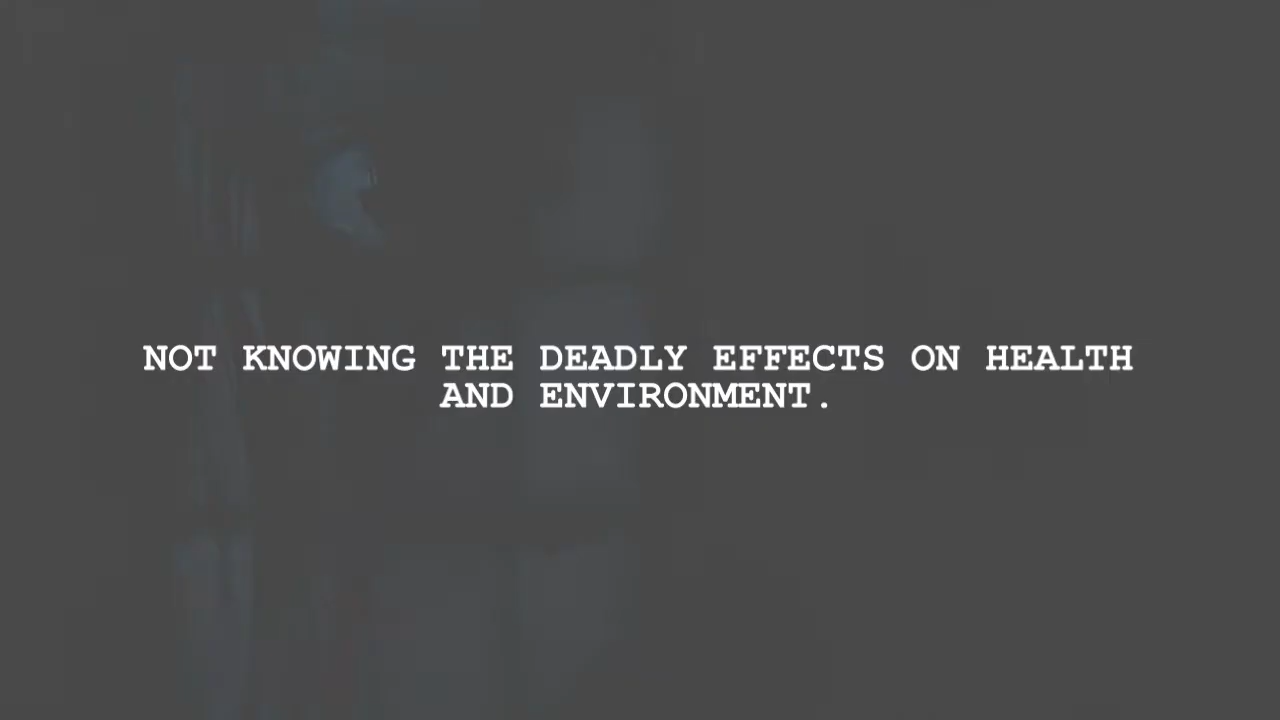 NOT KNOWING THE DEADLY EFFECTS ON HEALTH
AND ENVIRONMENT.